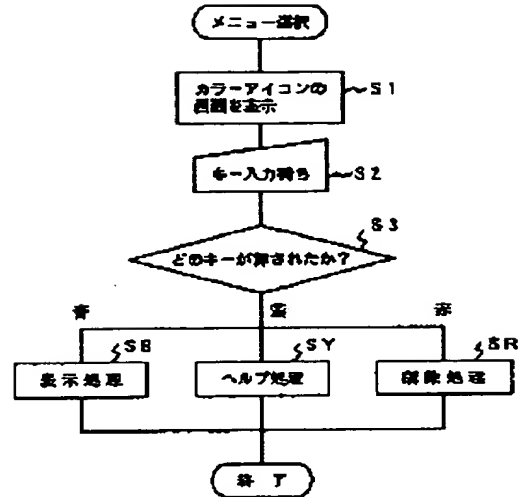 メニュー選択
カラーアイコンの
画面を表示
S1
キー入力待ち
S2
S3
どのキーが押されたか?
青
黄
赤
SB
SY
SR
表示処理
ヘルプ処理
削除処理
終了